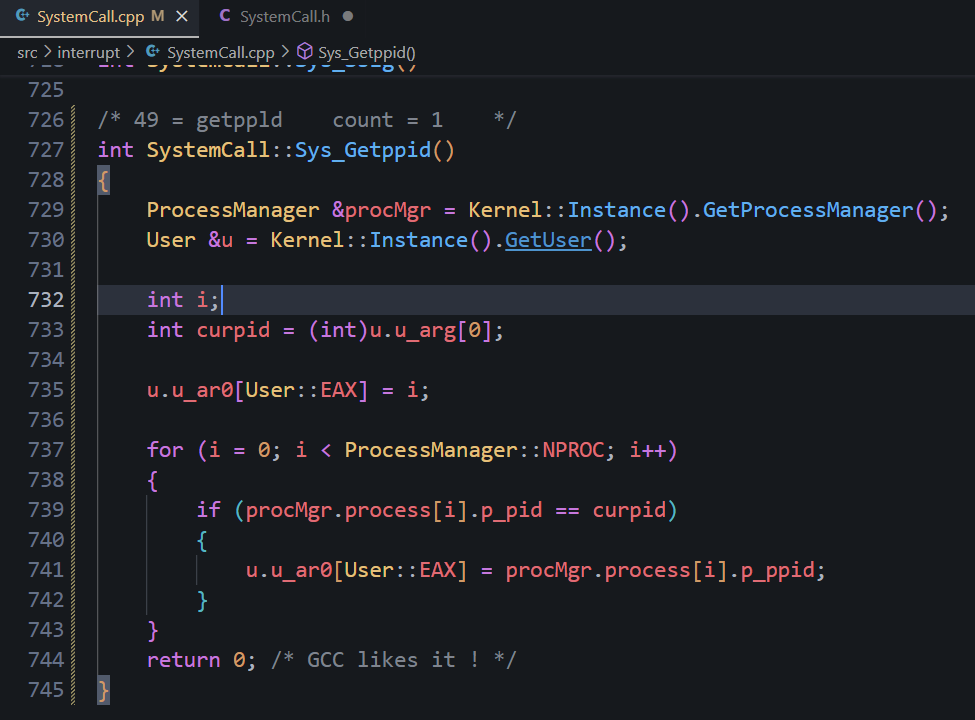 SystemCall.cpp M × C SystemCall.h ●
src > interrupt > SystemCall.cpp > Sys_Getppid()
725
726 /* 49 = getppld    count = 1    */
727 int SystemCall::Sys_Getppid()
728 {
729     ProcessManager &procMgr = Kernel::Instance().GetProcessManager();
730     User &u = Kernel::Instance().GetUser();
731
732     int i;
733     int curpid = (int)u.u_arg[0];
734
735     u.u_ar0[User::EAX] = i;
736
737     for (i = 0; i < ProcessManager::NPROC; i++)
738     {
739         if (procMgr.process[i].p_pid == curpid)
740         {
741             u.u_ar0[User::EAX] = procMgr.process[i].p_ppid;
742         }
743     }
744     return 0; /* GCC likes it ! */
745 }